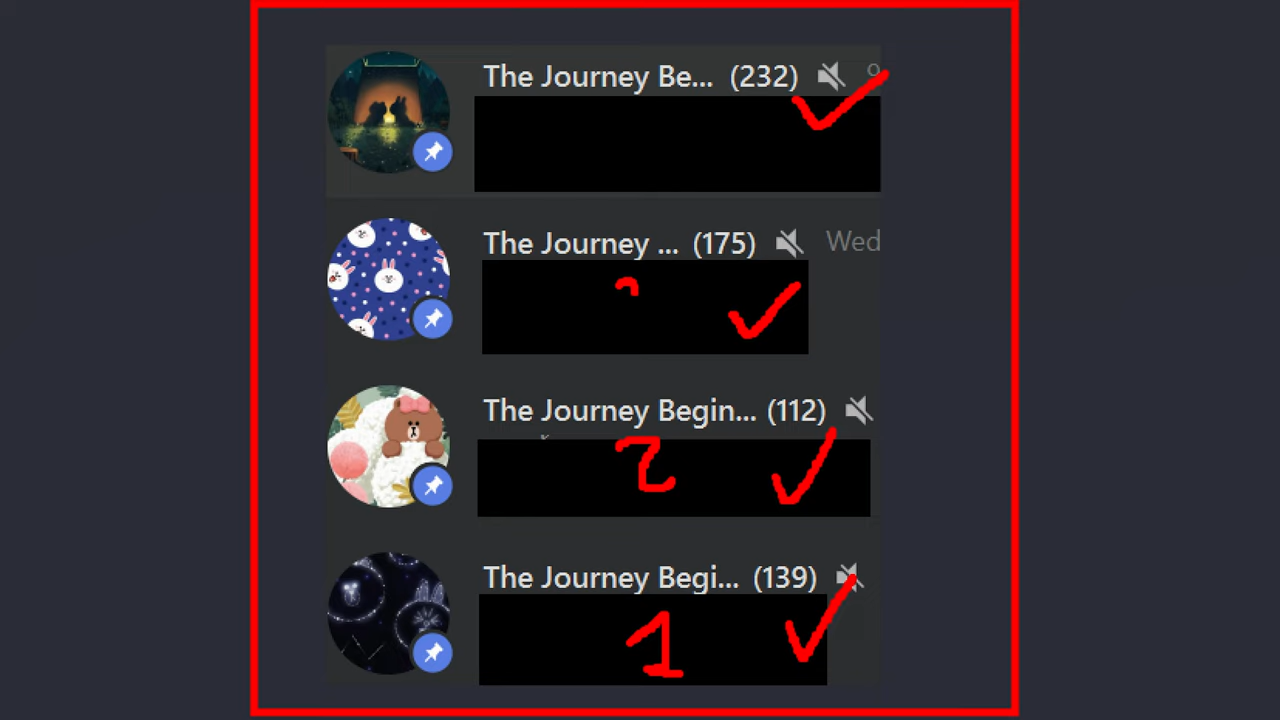 The Journey Be... (232)
The Journey ... (175) Wed
The Journey Begin... (112)
2
The Journey Begi... (139)
1